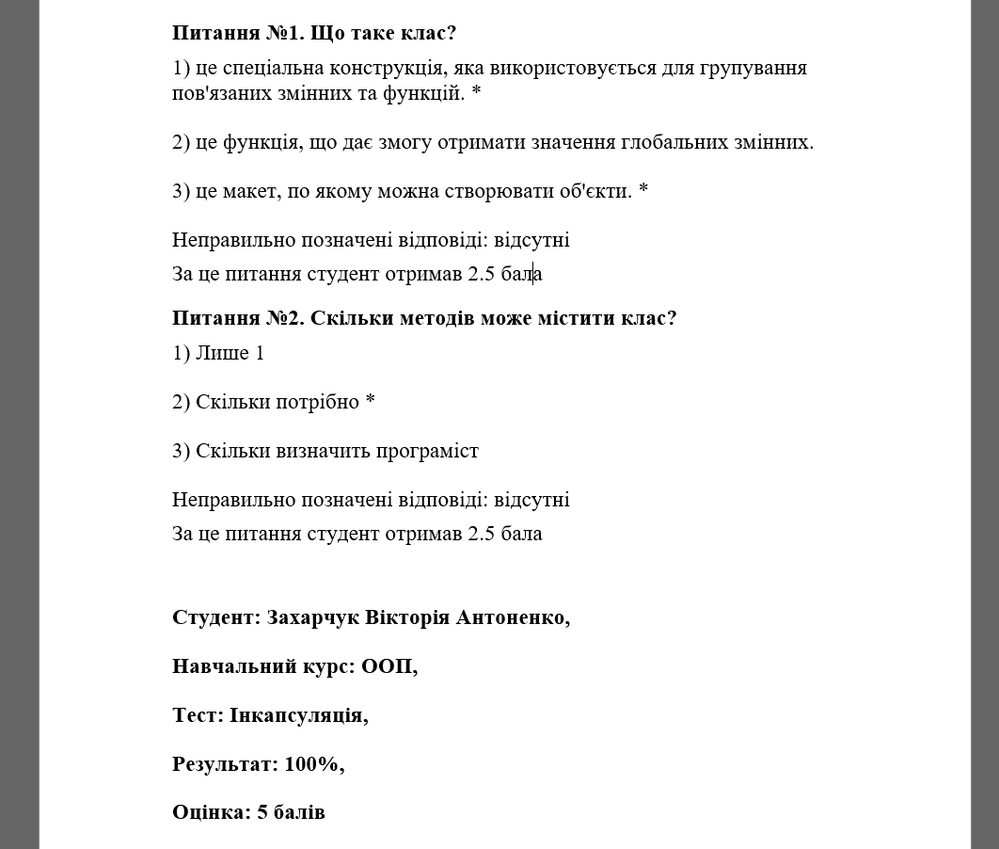 Питання №1. Що таке клас?
1) це спеціальна конструкція, яка використовується для групування
пов'язаних змінних та функцій. *
2) це функція, що дає змогу отримати значення глобальних змінних.
3) це макет, по якому можна створювати об'єкти. *
Неправильно позначені відповіді: відсутні
За це питання студент отримав 2.5 бала
Питання №2. Скільки методів може містити клас?
1) Лише 1
2) Скільки потрібно *
3) Скільки визначить програміст
Неправильно позначені відповіді: відсутні
За це питання студент отримав 2.5 бала
Студент: Захарчук Вікторія Антоненко,
Навчальний курс: ООП,
Тест: Інкапсуляція,
Результат: 100%,
Оцінка: 5 балів